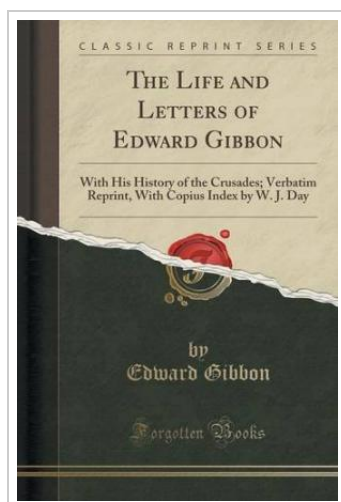 CLASSIC REPRINT SERIES
THE LIFE AND
LETTERS OF
EDWARD GIBBON
With His History of the Crusades; Verbatim
Reprint, With Copius Index by W. J. Day
by
Edward Gibbon
Forgotten Books